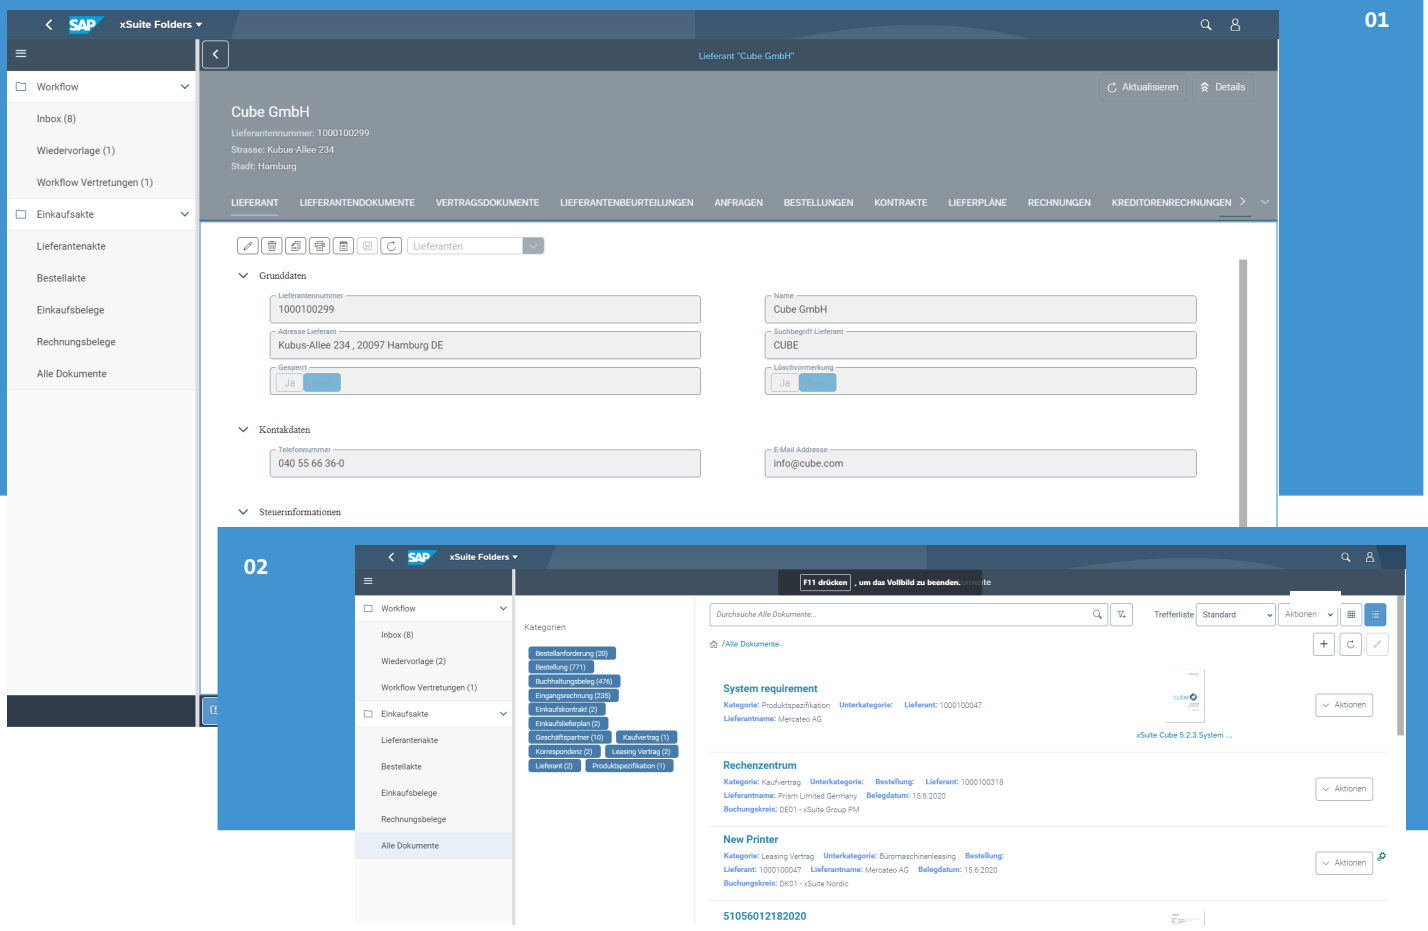 01
SAP xSuite Folders
Lieferant "Cube GmbH"
Workflow
Inbox (8)
Wiedervorlage (1)
Workflow Vertretungen (1)
Einkaufsakte
Lieferantenakte
Bestellakte
Einkaufsbelege
Rechnungsbelege
Alle Dokumente
Aktualisieren Details
Cube GmbH
Lieferantennummer: 1000100299
Strasse: Kubus-Allee 234
Stadt: Hamburg
LIEFERANT LIEFERANTENDOKUMENTE VERTRAGSDOKUMENTE LIEFERANTENBEURTEILUNGEN ANFRAGEN BESTELLUNGEN KONTRAKTE LIEFERPLÄNE RECHNUNGEN KREDITORENRECHNUNGEN
Lieferanten
Grunddaten
Lieferantennummer
1000100299
Name
Cube GmbH
Adresse Lieferant
Kubus-Allee 234 , 20097 Hamburg DE
Suchbegriff Lieferant
CUBE
Gesperrt
Ja
Löschvormerkung
Ja
Kontakdaten
Telefonnummer
040 55 66 36-0
E-Mail Addresse
info@cube.com
Steuerinformationen
02
SAP xSuite Folders
F11 drücken , um das Vollbild zu beenden.
Workflow
Inbox (8)
Wiedervorlage (2)
Workflow Vertretungen (1)
Einkaufsakte
Lieferantenakte
Bestellakte
Einkaufsbelege
Rechnungsbelege
Alle Dokumente
Kategorien
Bestellanforderung (20)
Bestellung (771)
Buchhaltungsbeleg (476)
Eingangsrechnung (235)
Einkaufskontrakt (2)
Einkaufslieferplan (2)
Geschäftspartner (10) Kaufvertrag (1)
Korrespondenz (2) Leasing Vertrag (2)
Lieferant (2) Produktspezifikation (1)
Durchsuche Alle Dokumente...
Trefferliste Standard Aktionen
/Alle Dokumente
System requirement
Kategorie: Produktspezifikation Unterkategorie: Lieferant: 1000100047
Lieferantname: Mercateo AG
cube
xSuite Cube 5.2.3 System ...
Aktionen
Rechenzentrum
Kategorie: Kaufvertrag Unterkategorie: Bestellung: Lieferant: 1000100318
Lieferantname: Prism Limited Germany Belegdatum: 15.6.2020
Buchungskreis: DE01 - xSuite Group PM
Aktionen
New Printer
Kategorie: Leasing Vertrag Unterkategorie: Büromaschinenleasing Bestellung:
Lieferant: 1000100047 Lieferantname: Mercateo AG Belegdatum: 15.6.2020
Buchungskreis: DK01 - xSuite Nordic
Aktionen
51056012182020